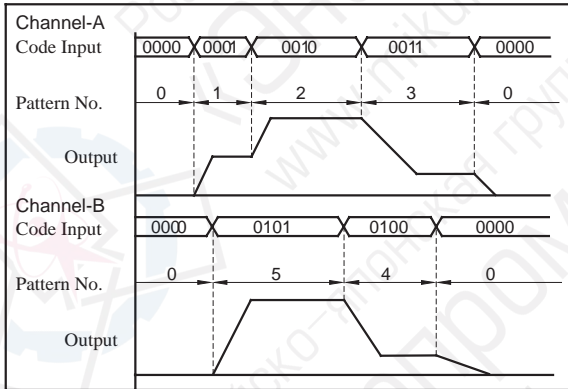 Channel-A
Code Input 0000 0001 0010 0011 0000
Pattern No. 0 1 2 3 0
Output
Channel-B
Code Input 0000 0101 0100 0000
Pattern No. 0 5 4 0
Output